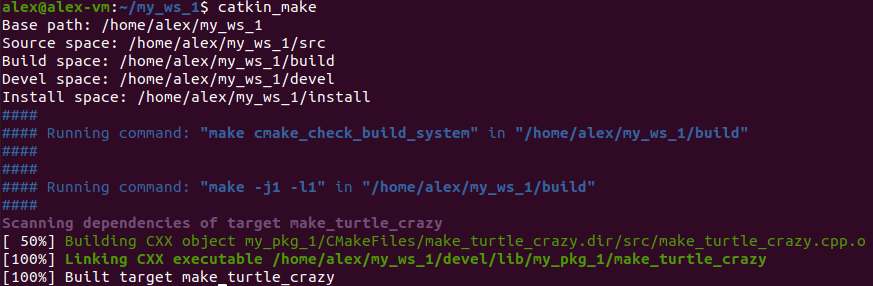 alex@alex-vm:~/my_ws_1$ catkin_make
Base path: /home/alex/my_ws_1
Source space: /home/alex/my_ws_1/src
Build space: /home/alex/my_ws_1/build
Devel space: /home/alex/my_ws_1/devel
Install space: /home/alex/my_ws_1/install
####
#### Running command: "make cmake_check_build_system" in "/home/alex/my_ws_1/build"
####
####
#### Running command: "make -j1 -l1" in "/home/alex/my_ws_1/build"
####
Scanning dependencies of target make_turtle_crazy
[ 50%] Building CXX object my_pkg_1/CMakeFiles/make_turtle_crazy.dir/src/make_turtle_crazy.cpp.o
[100%] Linking CXX executable /home/alex/my_ws_1/devel/lib/my_pkg_1/make_turtle_crazy
[100%] Built target make_turtle_crazy